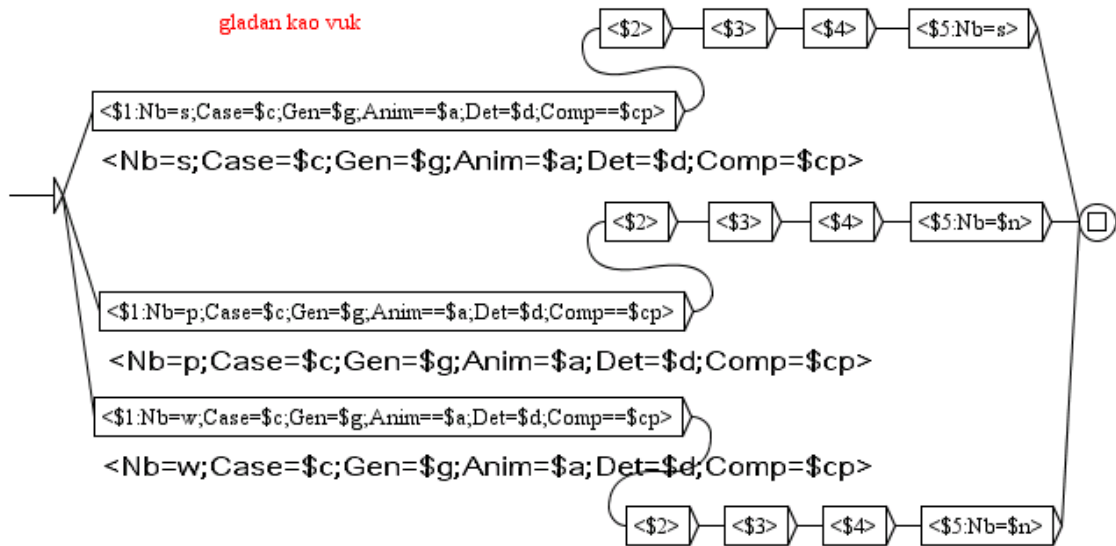 gladan kao vuk
<$2> <$3> <$4> <$5:Nb=s>
<$1:Nb=s;Case=$c;Gen=$g;Anim==$a;Det=$d;Comp==$cp>
<Nb=s;Case=$c;Gen=$g;Anim=$a;Det=$d;Comp=$cp>
<$2> <$3> <$4> <$5:Nb=$n>
<$1:Nb=p;Case=$c;Gen=$g;Anim==$a;Det=$d;Comp==$cp>
<Nb=p;Case=$c;Gen=$g;Anim=$a;Det=$d;Comp=$cp>
<$1:Nb=w;Case=$c;Gen=$g;Anim==$a;Det=$d;Comp==$cp>
<Nb=w;Case=$c;Gen=$g;Anim=$a;Det=$d;Comp=$cp>
<$2> <$3> <$4> <$5:Nb=$n>